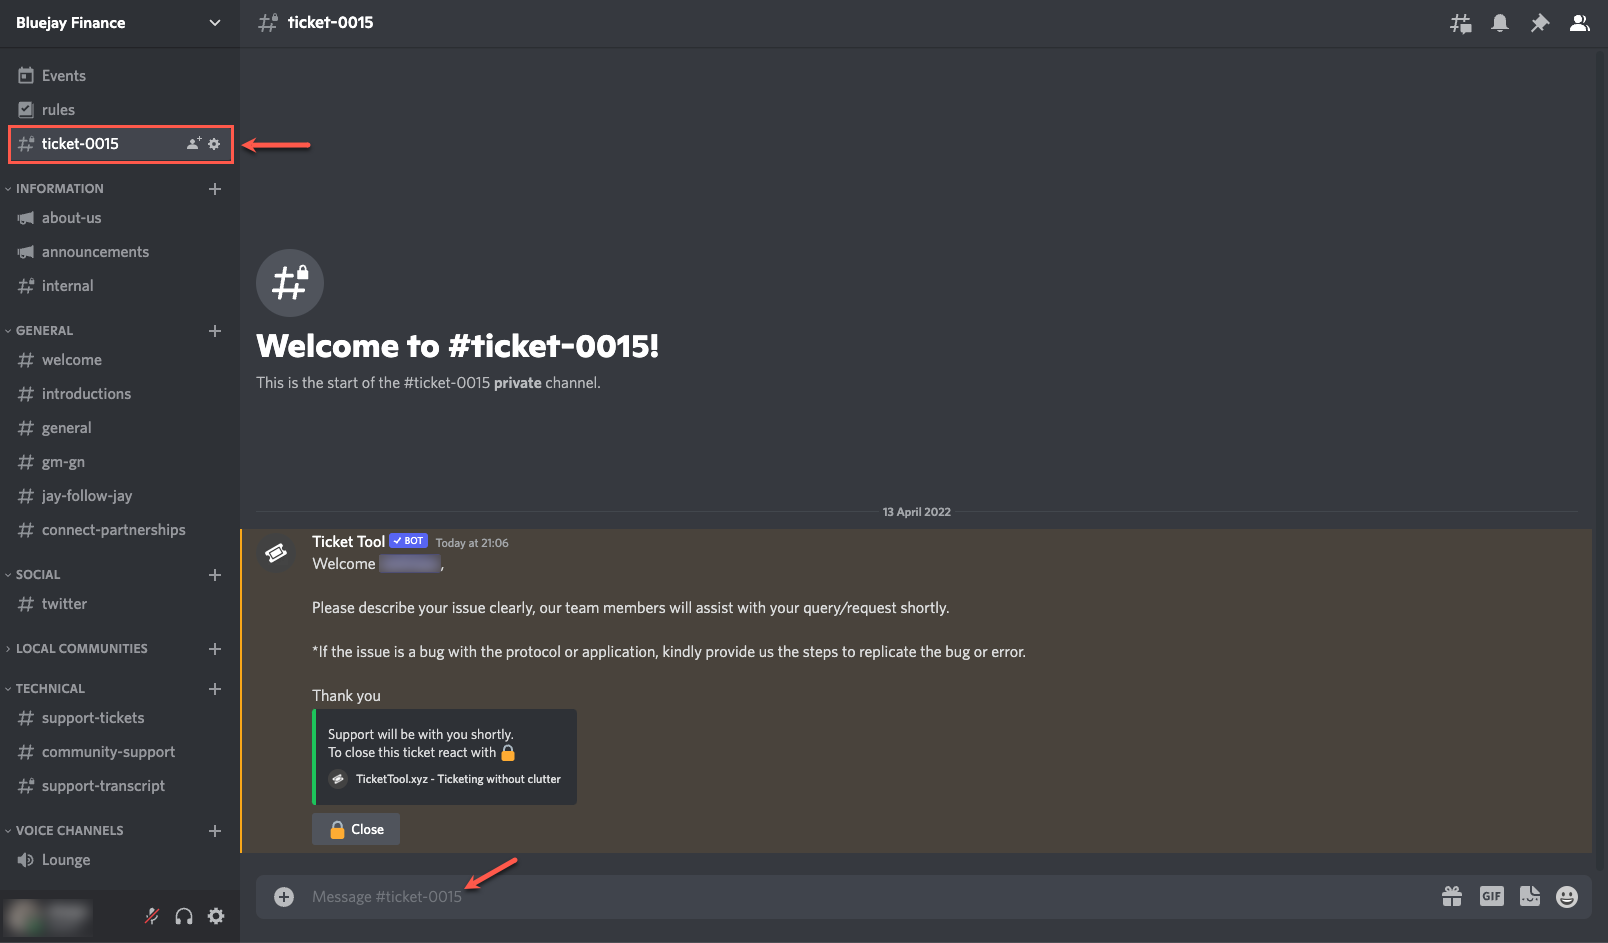 Bluejay Finance
Events
rules
ticket-0015
INFORMATION
about-us
announcements
internal
GENERAL
welcome
introductions
general
gm-gn
jay-follow-jay
connect-partnerships
SOCIAL
twitter
LOCAL COMMUNITIES
TECHNICAL
support-tickets
community-support
support-transcript
VOICE CHANNELS
Lounge
ticket-0015
Welcome to #ticket-0015!
This is the start of the #ticket-0015 private channel.
13 April 2022
Ticket Tool BOT Today at 21:06
Welcome ,
Please describe your issue clearly, our team members will assist with your query/request shortly.
*If the issue is a bug with the protocol or application, kindly provide us the steps to replicate the bug or error.
Thank you
Support will be with you shortly.
To close this ticket react with 🔒
TicketTool.xyz - Ticketing without clutter
Close
Message #ticket-0015
GIF